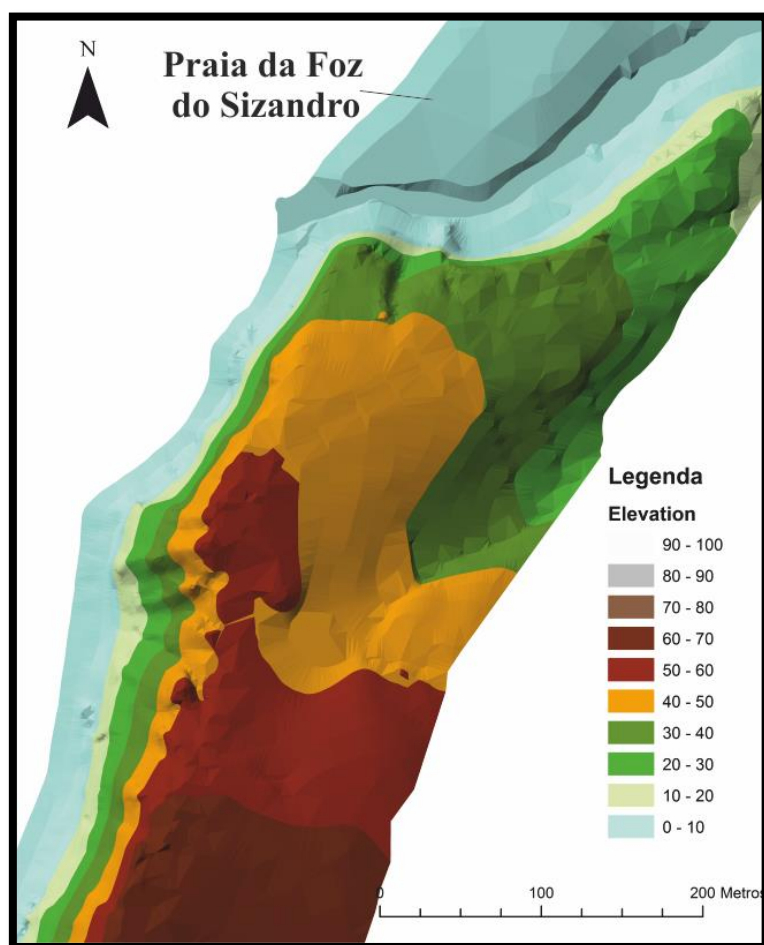 N
Praia da Foz
do Sizandro
Legenda
Elevation
90 - 100
80 - 90
70 - 80
60 - 70
50 - 60
40 - 50
30 - 40
20 - 30
10 - 20
0 - 10
0 100 200 Metros